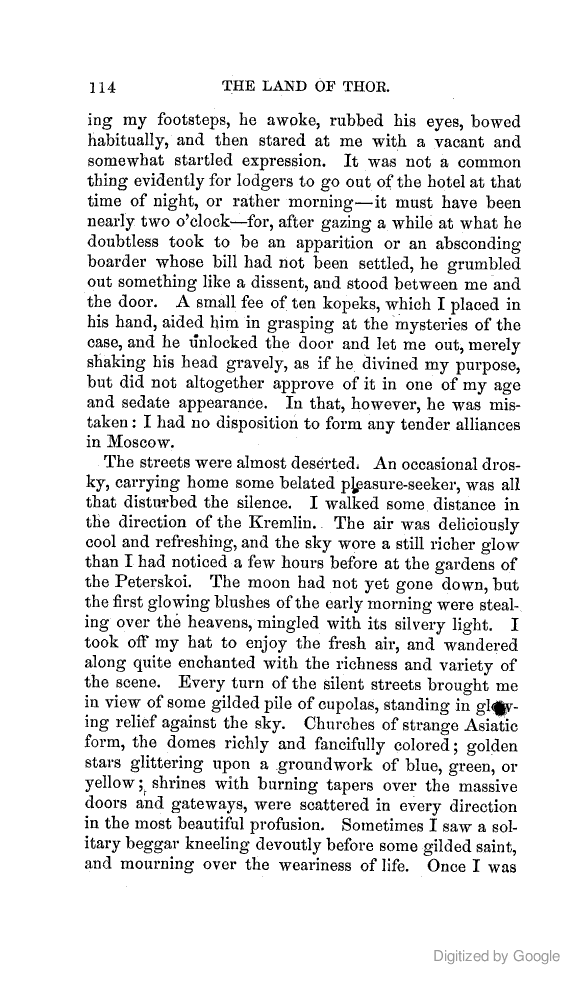 114 THE LAND OF THOR.
ing my footsteps, he awoke, rubbed his eyes, bowed
habitually, and then stared at me with a vacant and
somewhat startled expression. It was not a common
thing evidently for lodgers to go out of the hotel at that
time of night, or rather morning—it must have been
nearly two o'clock—for, after gazing a while at what he
doubtless took to be an apparition or an absconding
boarder whose bill had not been settled, he grumbled
out something like a dissent, and stood between me and
the door. A small fee of ten kopeks, which I placed in
his hand, aided him in grasping at the mysteries of the
case, and he unlocked the door and let me out, merely
shaking his head gravely, as if he divined my purpose,
but did not altogether approve of it in one of my age
and sedate appearance. In that, however, he was mis-
taken: I had no disposition to form any tender alliances
in Moscow.
The streets were almost deserted. An occasional dros-
ky, carrying home some belated pleasure-seeker, was all
that disturbed the silence. I walked some distance in
the direction of the Kremlin. The air was deliciously
cool and refreshing, and the sky wore a still richer glow
than I had noticed a few hours before at the gardens of
the Peterskoi. The moon had not yet gone down, but
the first glowing blushes of the early morning were steal-
ing over the heavens, mingled with its silvery light. I
took off my hat to enjoy the fresh air, and wandered
along quite enchanted with the richness and variety of
the scene. Every turn of the silent streets brought me
in view of some gilded pile of cupolas, standing in glow-
ing relief against the sky. Churches of strange Asiatic
form, the domes richly and fancifully colored; golden
stars glittering upon a groundwork of blue, green, or
yellow; shrines with burning tapers over the massive
doors and gateways, were scattered in every direction
in the most beautiful profusion. Sometimes I saw a sol-
itary beggar kneeling devoutly before some gilded saint,
and mourning over the weariness of life. Once I was
Digitized by Google